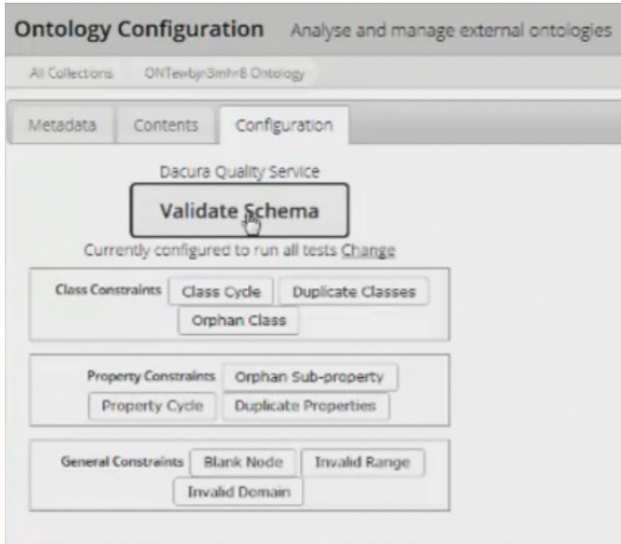 Ontology Configuration Analyse and manage external ontologies
All Collections Ontology
Metadata Contents Configuration
Dacura Quality Service
Validate Schema
Currently configured to run all tests Change
Class Constraints Class Cycle Duplicate Classes
Orphan Class
Property Constraints Orphan Sub-property
Property Cycle Duplicate Properties
General Constraints Blank Node Invalid Range
Invalid Domain